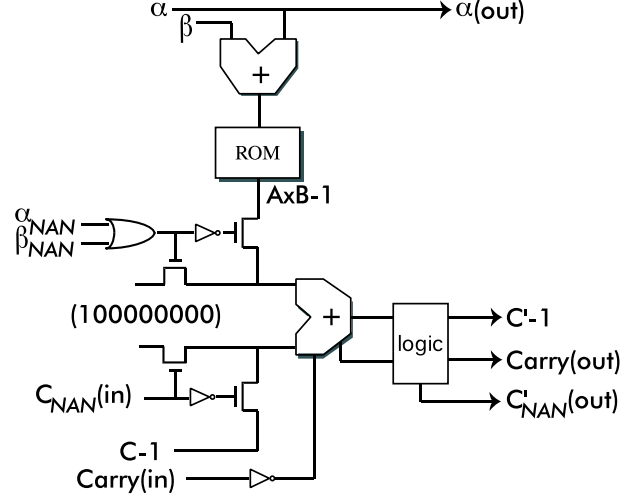 α α(out)
β
+
ROM
AxB-1
αNAN
βNAN
(100000000)
+
logic
C'-1
Carry(out)
C'NAN(out)
CNAN(in)
C-1
Carry(in)